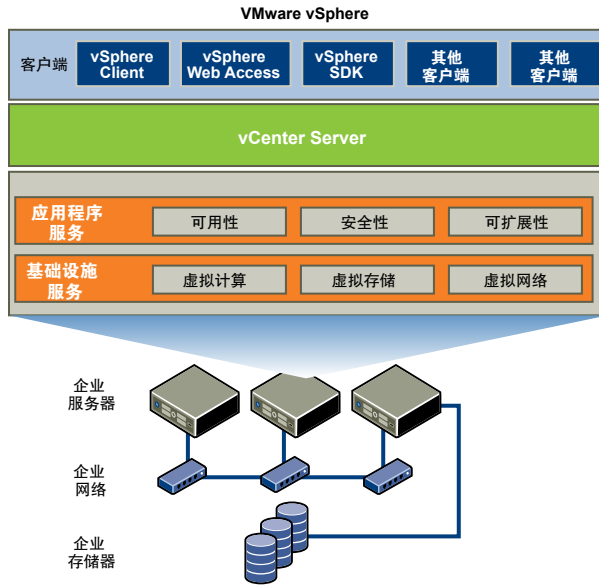 VMware vSphere
客户端
vSphere
Client
vSphere
Web Access
vSphere
SDK
其他
客户端
其他
客户端
vCenter Server
应用程序
服务
可用性
安全性
可扩展性
基础设施
服务
虚拟计算
虚拟存储
虚拟网络
企业
服务器
企业
网络
企业
存储器